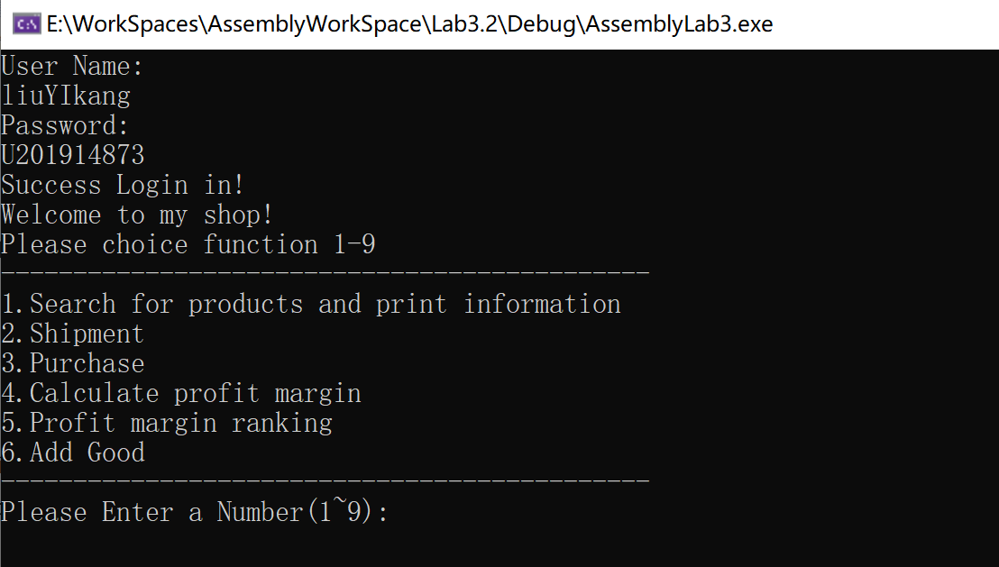 E:\WorkSpaces\AssemblyWorkSpace\Lab3.2\Debug\AssemblyLab3.exe
User Name:
liuYIkang
Password:
U201914873
Success Login in!
Welcome to my shop!
Please choice function 1-9
---------------------------------------------
1.Search for products and print information
2.Shipment
3.Purchase
4.Calculate profit margin
5.Profit margin ranking
6.Add Good
---------------------------------------------
Please Enter a Number(1~9):